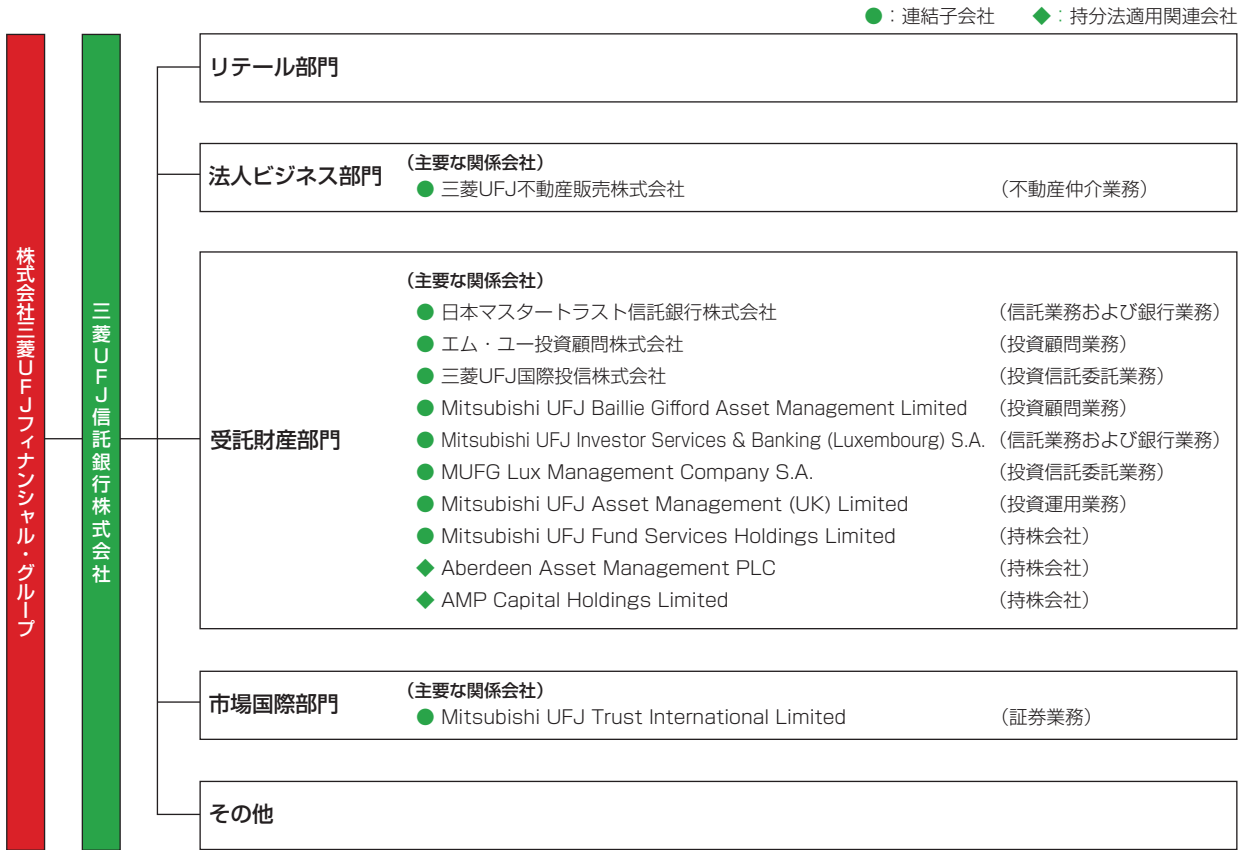 ●：連結子会社　◆：持分法適用関連会社
株式会社三菱UFJフィナンシャル・グループ
三菱UFJ信託銀行株式会社
リテール部門
法人ビジネス部門
（主要な関係会社）
● 三菱UFJ不動産販売株式会社　（不動産仲介業務）
受託財産部門
（主要な関係会社）
● 日本マスタートラスト信託銀行株式会社　（信託業務および銀行業務）
● エム・ユー投資顧問株式会社　（投資顧問業務）
● 三菱UFJ国際投信株式会社　（投資信託委託業務）
● Mitsubishi UFJ Baillie Gifford Asset Management Limited　（投資顧問業務）
● Mitsubishi UFJ Investor Services & Banking (Luxembourg) S.A.　（信託業務および銀行業務）
● MUFG Lux Management Company S.A.　（投資信託委託業務）
● Mitsubishi UFJ Asset Management (UK) Limited　（投資運用業務）
● Mitsubishi UFJ Fund Services Holdings Limited　（持株会社）
◆ Aberdeen Asset Management PLC　（持株会社）
◆ AMP Capital Holdings Limited　（持株会社）
市場国際部門
（主要な関係会社）
● Mitsubishi UFJ Trust International Limited　（証券業務）
その他